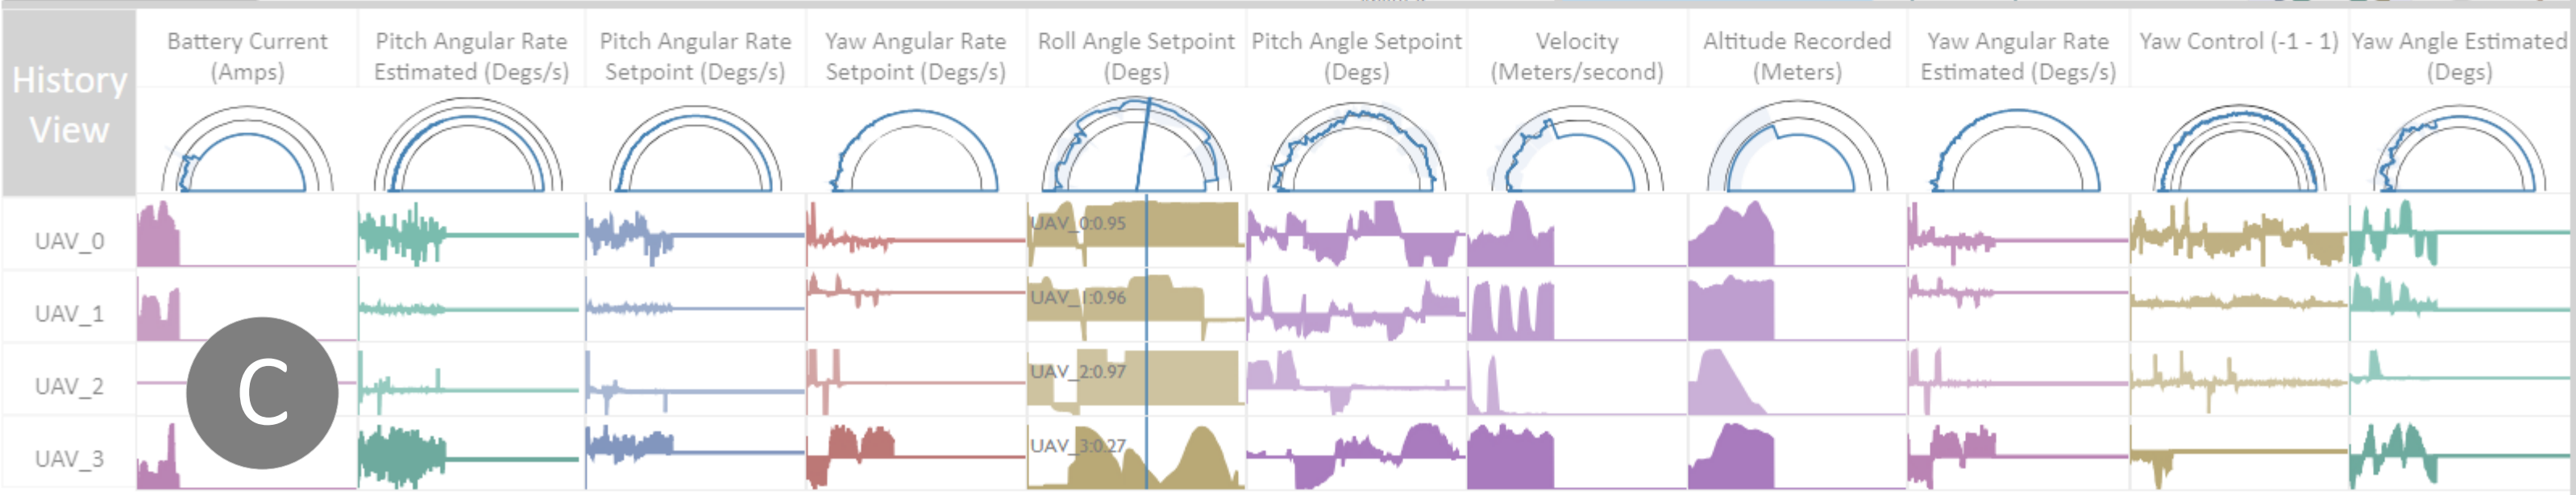 History
View
Battery Current
(Amps)
Pitch Angular Rate
Estimated (Degs/s)
Pitch Angular Rate
Setpoint (Degs/s)
Yaw Angular Rate
Setpoint (Degs/s)
Roll Angle Setpoint
(Degs)
Pitch Angle Setpoint
(Degs)
Velocity
(Meters/second)
Altitude Recorded
(Meters)
Yaw Angular Rate
Estimated (Degs/s)
Yaw Control (-1 - 1)
Yaw Angle Estimated
(Degs)
UAV_0
UAV_0:0.95
UAV_1
UAV_1:0.96
UAV_2
UAV_2:0.97
UAV_3
UAV_3:0.27
C